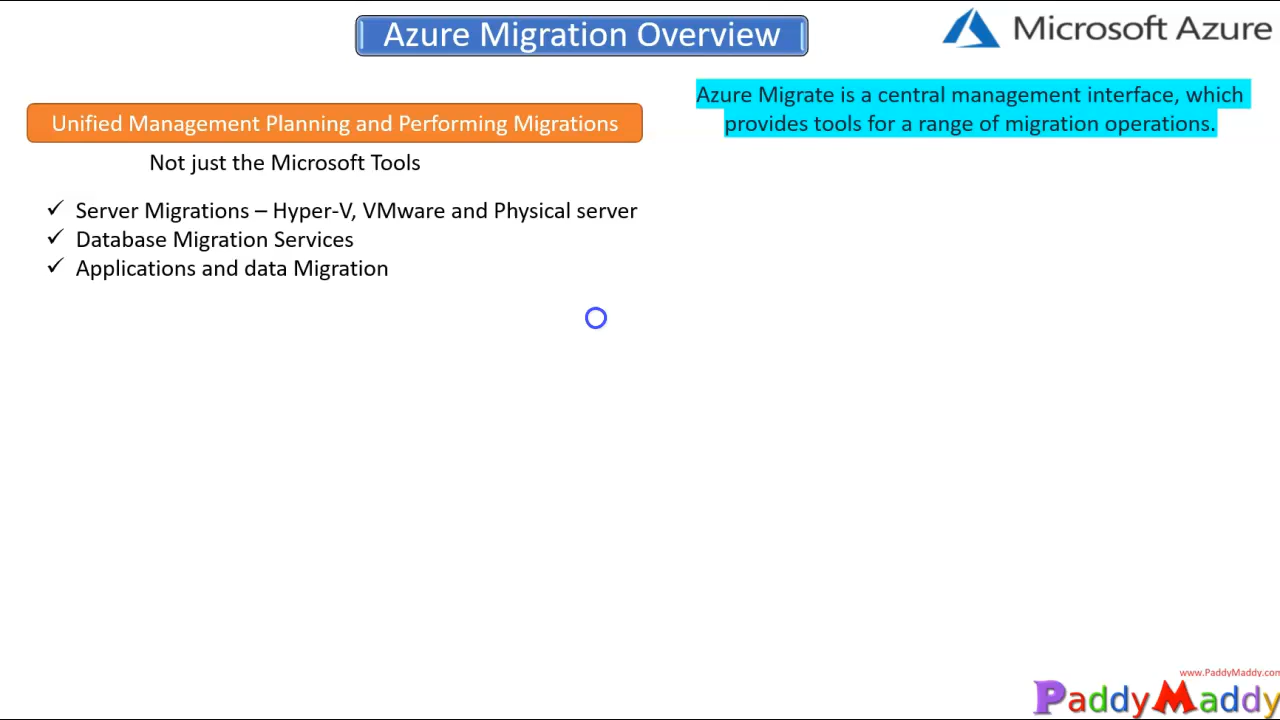 Azure Migration Overview
Microsoft Azure
Azure Migrate is a central management interface, which
provides tools for a range of migration operations.
Unified Management Planning and Performing Migrations
Not just the Microsoft Tools
✓ Server Migrations – Hyper-V, VMware and Physical server
✓ Database Migration Services
✓ Applications and data Migration
www.PaddyMaddy.com
PaddyMaddy